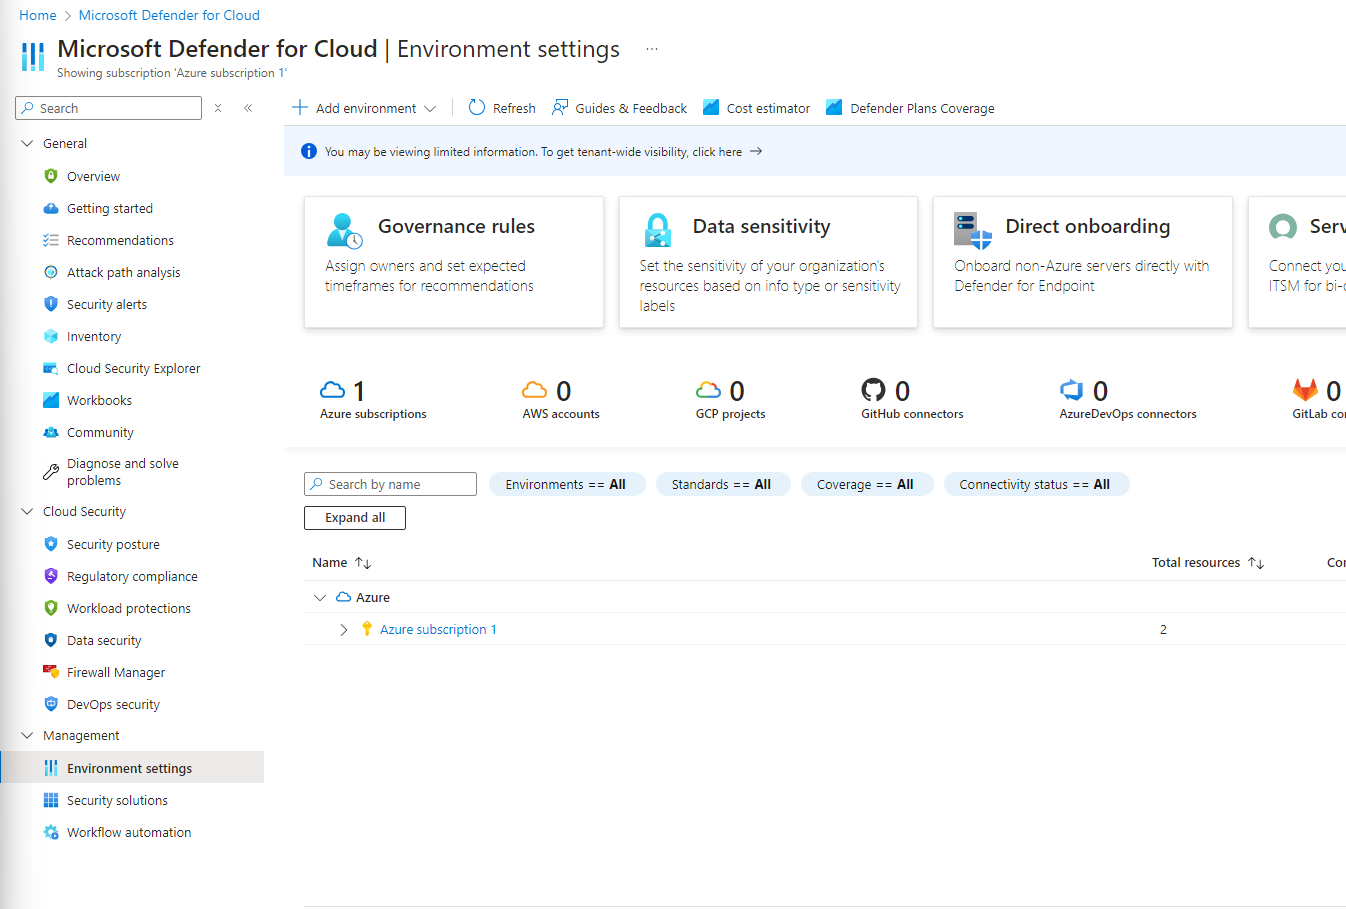 Home > Microsoft Defender for Cloud
Microsoft Defender for Cloud | Environment settings ...
Showing subscription 'Azure subscription 1'
Search
General
Overview
Getting started
Recommendations
Attack path analysis
Security alerts
Inventory
Cloud Security Explorer
Workbooks
Community
Diagnose and solve
problems
Cloud Security
Security posture
Regulatory compliance
Workload protections
Data security
Firewall Manager
DevOps security
Management
Environment settings
Security solutions
Workflow automation
Add environment
Refresh
Guides & Feedback
Cost estimator
Defender Plans Coverage
You may be viewing limited information. To get tenant-wide visibility, click here →
Governance rules
Assign owners and set expected
timeframes for recommendations
Data sensitivity
Set the sensitivity of your organization's
resources based on info type or sensitivity
labels
Direct onboarding
Onboard non-Azure servers directly with
Defender for Endpoint
Serv
Connect you
ITSM for bi-d
1
Azure subscriptions
0
AWS accounts
0
GCP projects
0
GitHub connectors
0
AzureDevOps connectors
0
GitLab cor
Search by name
Environments == All
Standards == All
Coverage == All
Connectivity status == All
Expand all
Name ↑↓
Total resources ↑↓
Cor
Azure
Azure subscription 1
2